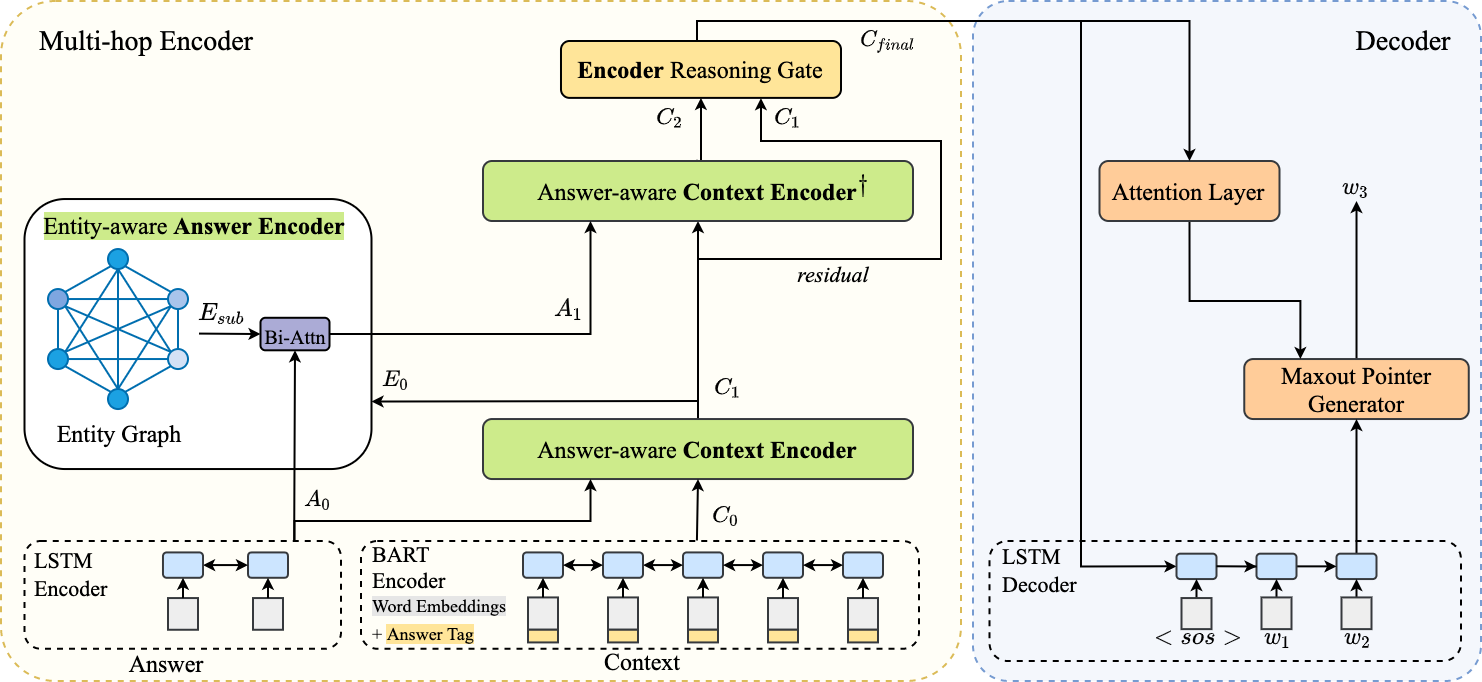 Multi-hop Encoder
Encoder Reasoning Gate
C_{final}
C_2
C_1
Answer-aware Context Encoder†
residual
Entity-aware Answer Encoder
E_{sub}
Bi-Attn
A_1
Entity Graph
E_0
C_1
Answer-aware Context Encoder
A_0
C_0
LSTM
Encoder
Answer
BART
Encoder
Word Embeddings
+ Answer Tag
Context
Decoder
Attention Layer
w_3
Maxout Pointer
Generator
LSTM
Decoder
< sos > w_1 w_2